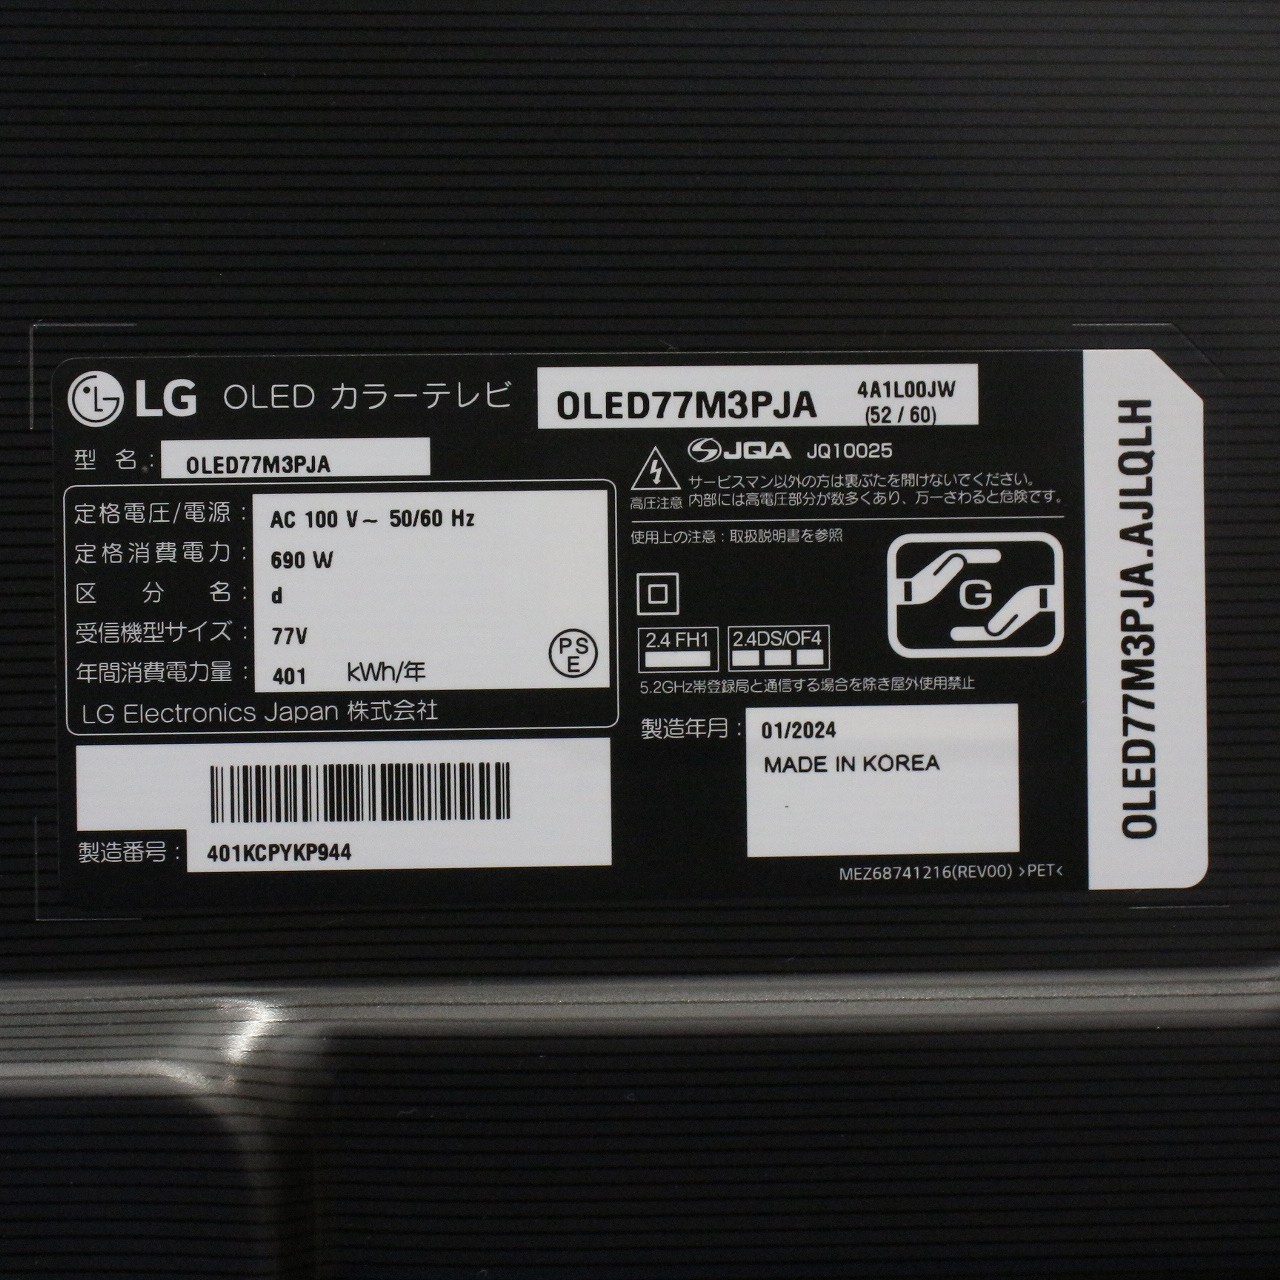 LG OLED カラーテレビ
OLED77M3PJA 4A1L00JW
(52 / 60)
型名: OLED77M3PJA
定格電圧/電源: AC 100 V~ 50/60 Hz
定格消費電力: 690 W
区分名: d
受信機型サイズ: 77V
年間消費電力量: 401 kWh/年
PS
E
LG Electronics Japan 株式会社
製造番号: 401KCPYKP944
JQA JQ10025
サービスマン以外の方は裏ぶたを開けないでください。
高圧注意 内部には高電圧部分が数多くあり、万一さわると危険です。
使用上の注意:取扱説明書を参照
G
2.4 FH1 2.4DS/OF4
5.2GHz帯登録局と通信する場合を除き屋外使用禁止
製造年月: 01/2024
MADE IN KOREA
MEZ68741216(REV00) >PET<
OLED77M3PJA.AJLQLH